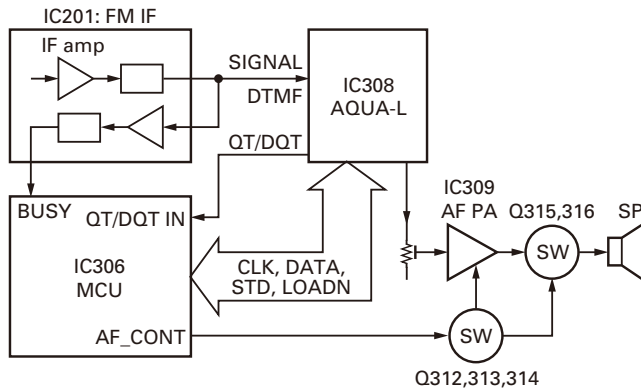 IC201: FM IF
IF amp
SIGNAL
DTMF
IC308
AQUA-L
QT/DQT
BUSY
QT/DQT IN
IC309
AF PA
Q315,316
SP
SW
IC306
MCU
CLK, DATA,
STD, LOADN
AF_CONT
SW
Q312,313,314